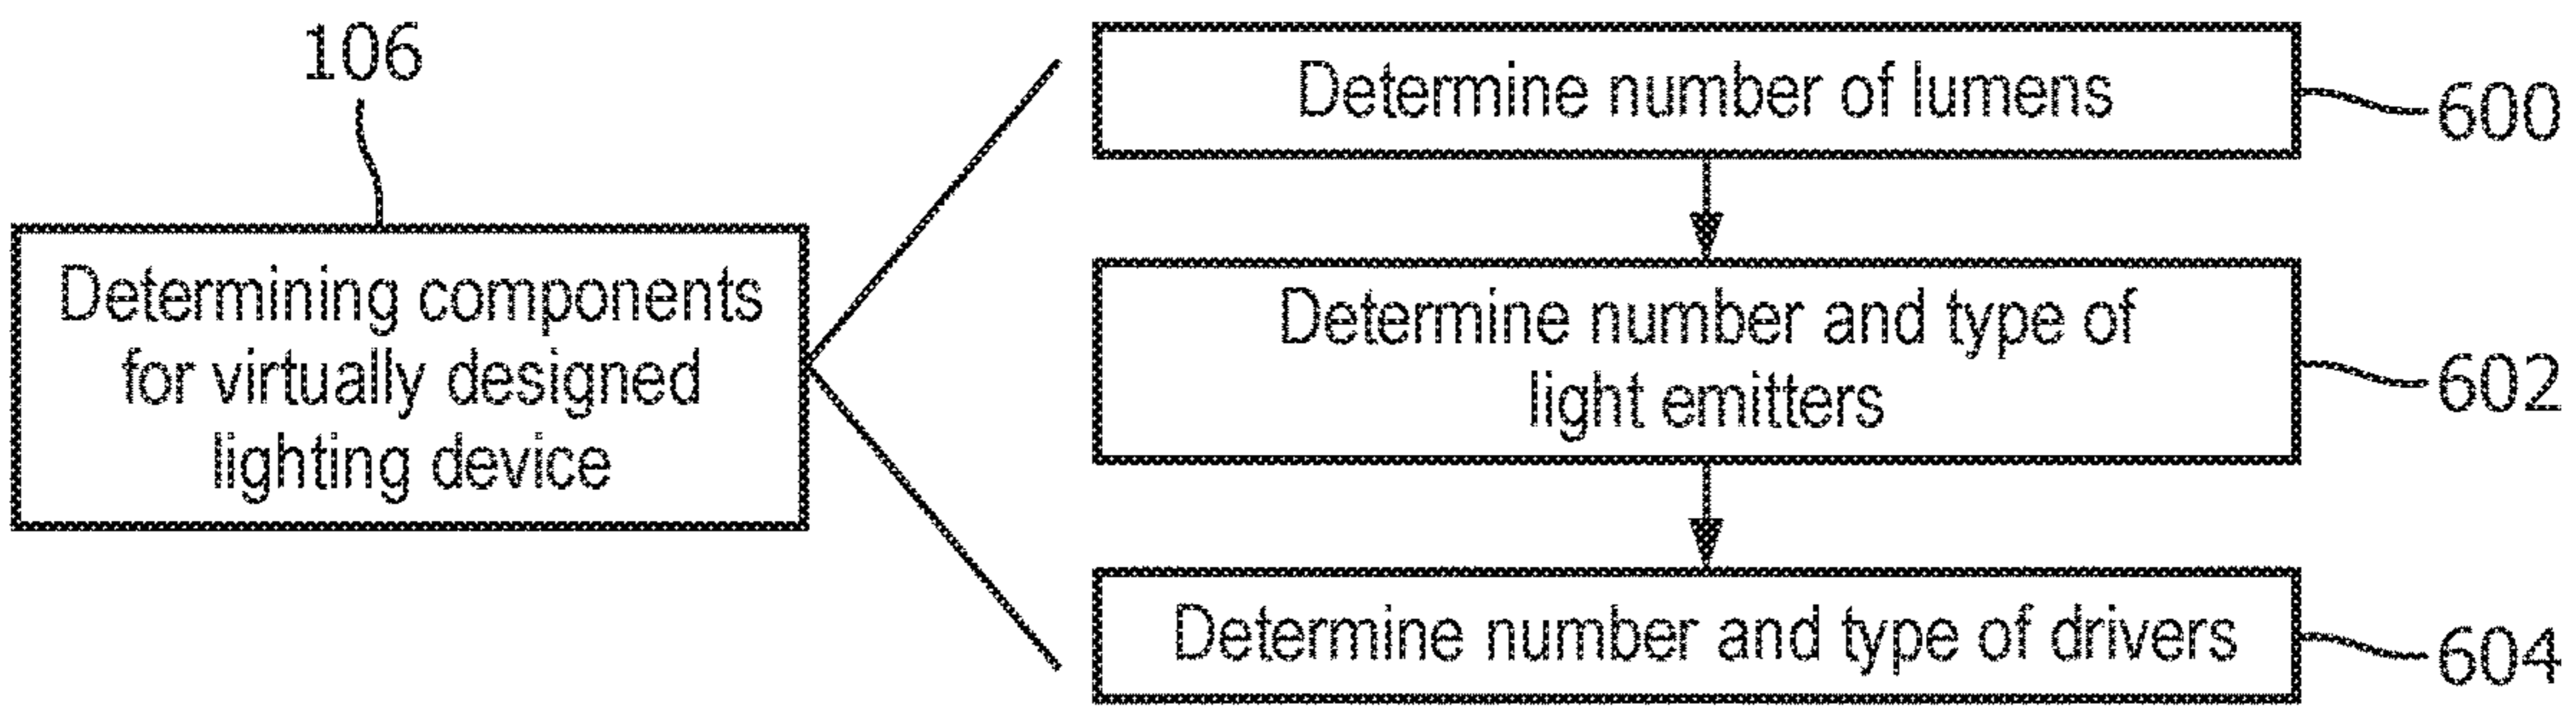 106
Determining components
for virtually designed
lighting device
Determine number of lumens
600
Determine number and type of
light emitters
602
Determine number and type of drivers
604